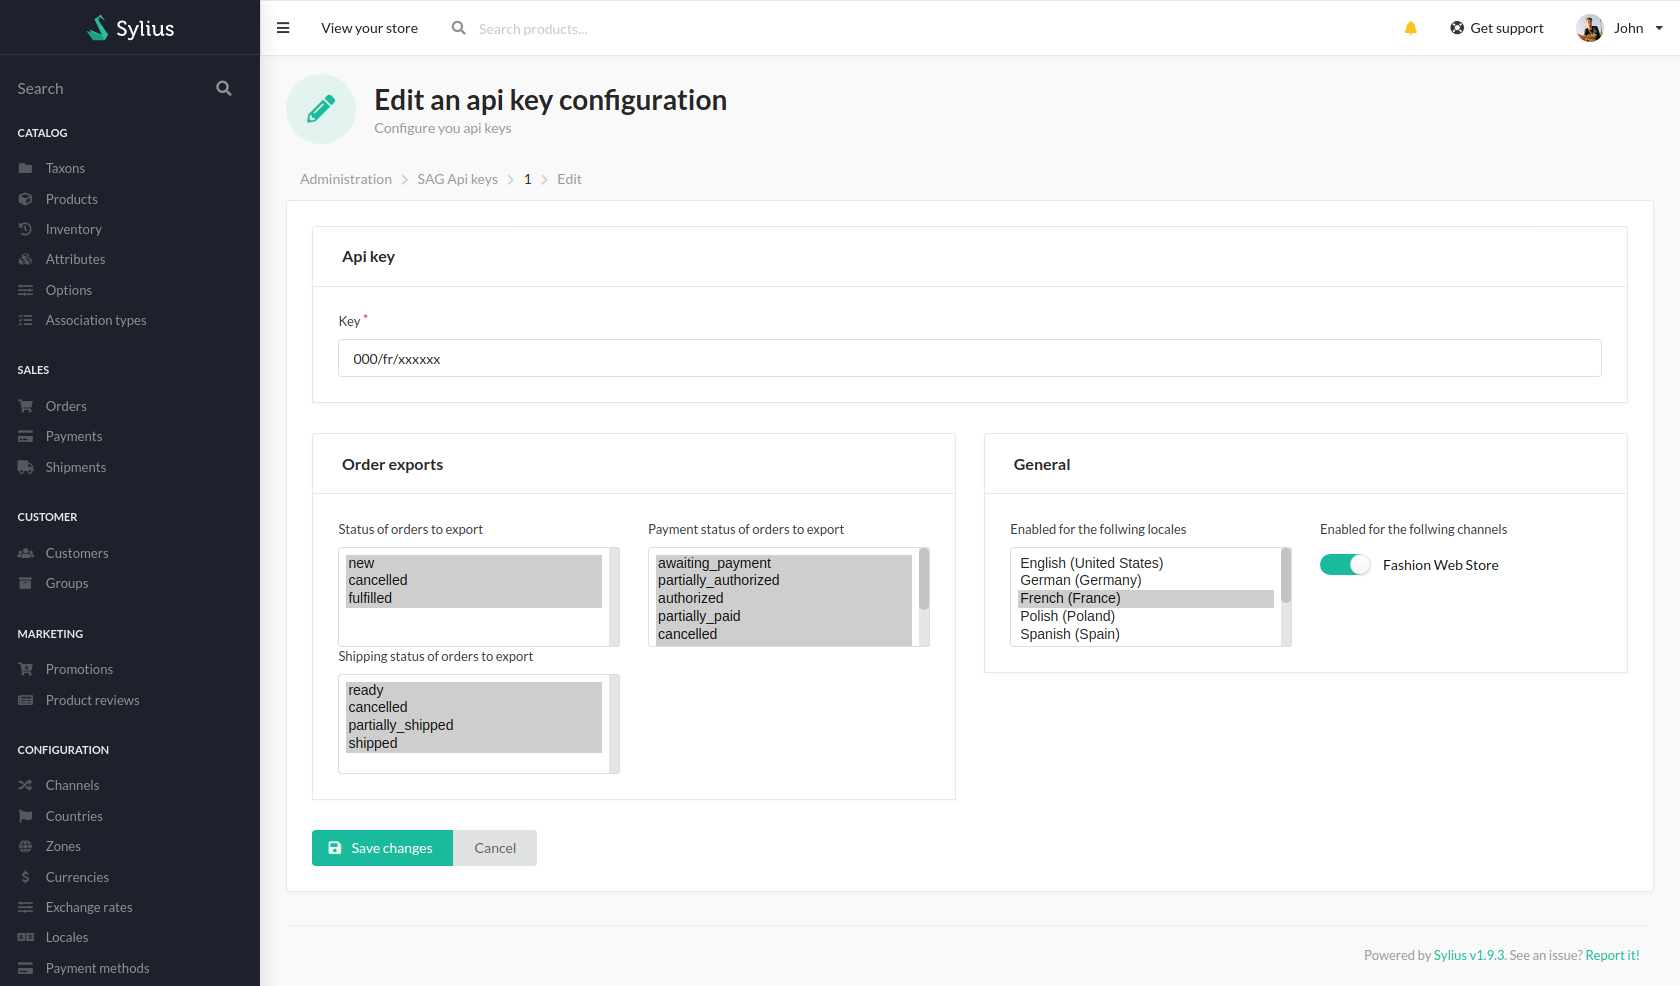 Sylius
View your store
Search products...
Get support
John
Search
CATALOG
Taxons
Products
Inventory
Attributes
Options
Association types
SALES
Orders
Payments
Shipments
CUSTOMER
Customers
Groups
MARKETING
Promotions
Product reviews
CONFIGURATION
Channels
Countries
Zones
Currencies
Exchange rates
Locales
Payment methods
Edit an api key configuration
Configure you api keys
Administration
SAG Api keys
1
Edit
Api key
Key *
000/fr/xxxxxx
Order exports
Status of orders to export
new
cancelled
fulfilled
Payment status of orders to export
awaiting_payment
partially_authorized
authorized
partially_paid
cancelled
Shipping status of orders to export
ready
cancelled
partially_shipped
shipped
General
Enabled for the follwing locales
English (United States)
German (Germany)
French (France)
Polish (Poland)
Spanish (Spain)
Enabled for the follwing channels
Fashion Web Store
Save changes
Cancel
Powered by Sylius v1.9.3. See an issue? Report it!